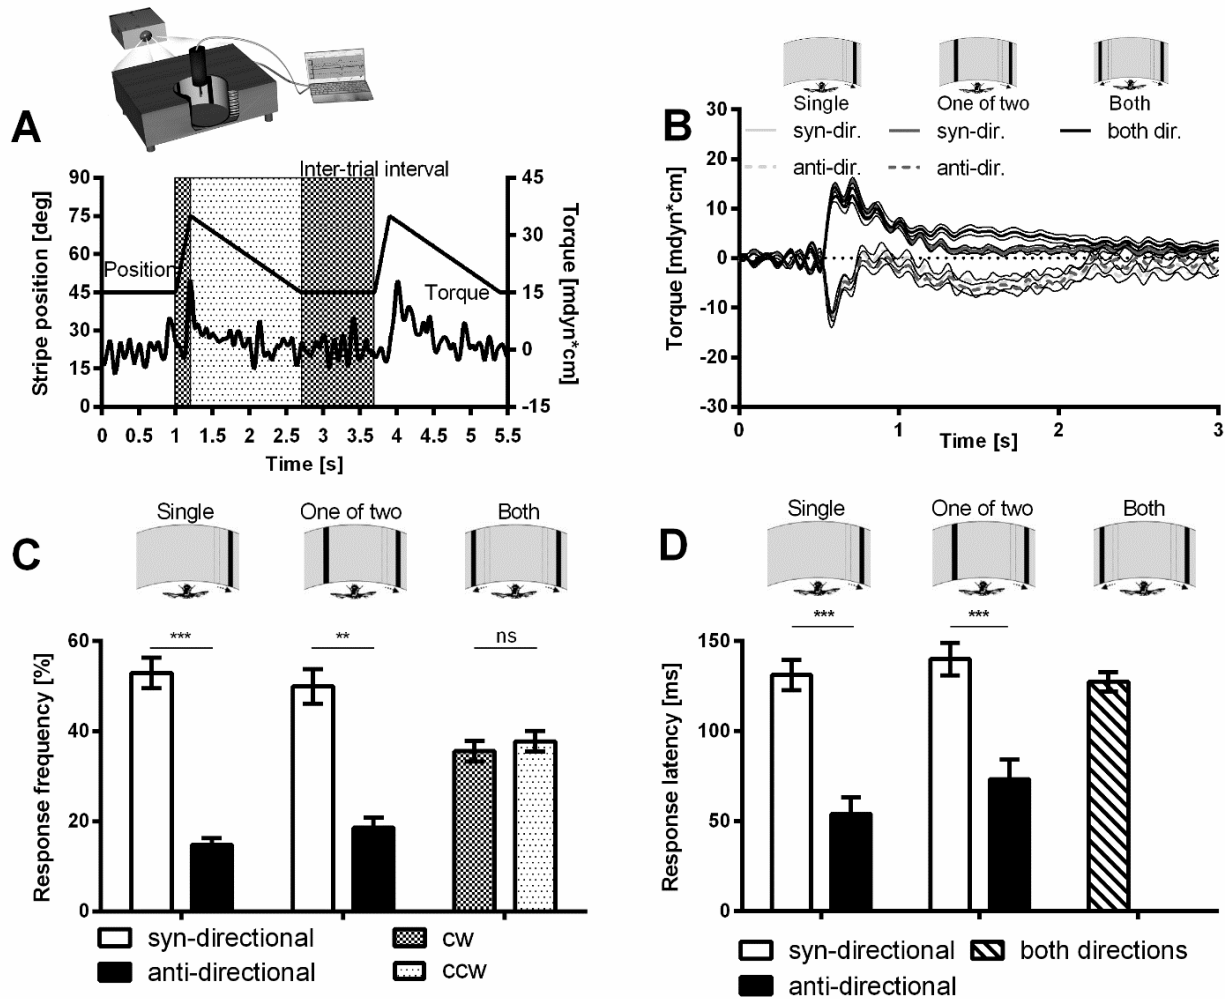 A
Inter-trial interval
90
75
60
45
30
15
0
Stripe position [deg]
Position
Torque
45
30
15
0
-15
Torque [mdyn*cm]
0 0.5 1 1.5 2 2.5 3 3.5 4 4.5 5 5.5
Time [s]
B
Single One of two Both
syn-dir. syn-dir. both dir.
anti-dir. anti-dir.
30
20
10
0
-10
-20
-30
Torque [mdyn*cm]
0 1 2 3
Time [s]
C
Single One of two Both
*** ** ns
60
40
20
0
Response frequency [%]
syn-directional cw
anti-directional ccw
D
Single One of two Both
*** ***
150
100
50
0
Response latency [ms]
syn-directional both directions
anti-directional